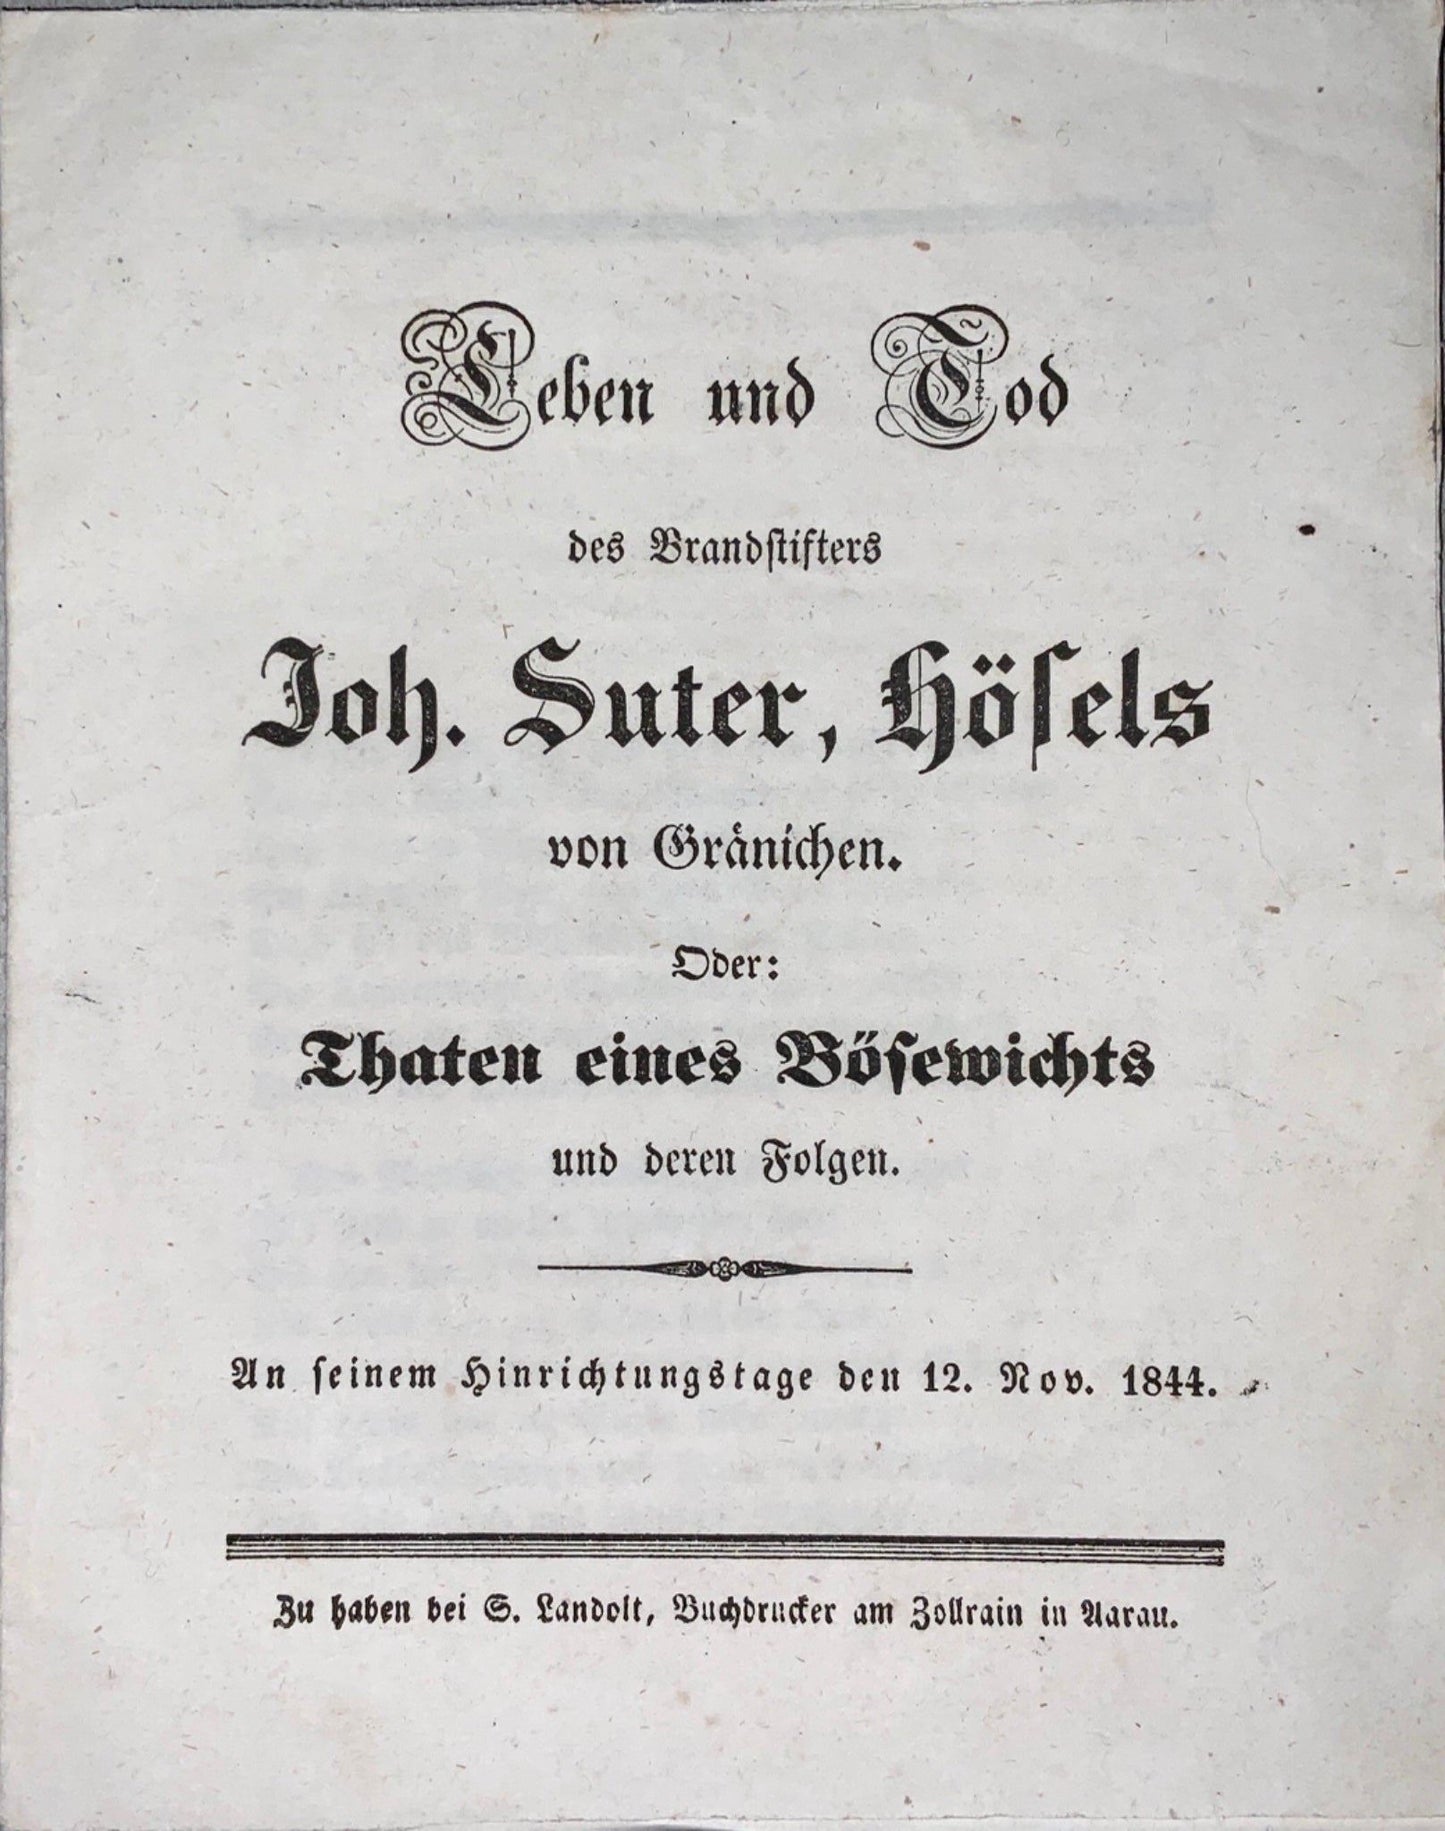 Leben und Tod
des Brandstifters
Joh. Suter, Hösels
von Gränichen.
Oder:
Thaten eines Bösewichts
und deren Folgen.
An seinem Hinrichtungstage den 12. Nov. 1844.
Zu haben bei S. Landolt, Buchdrucker am Zollrain in Aarau.